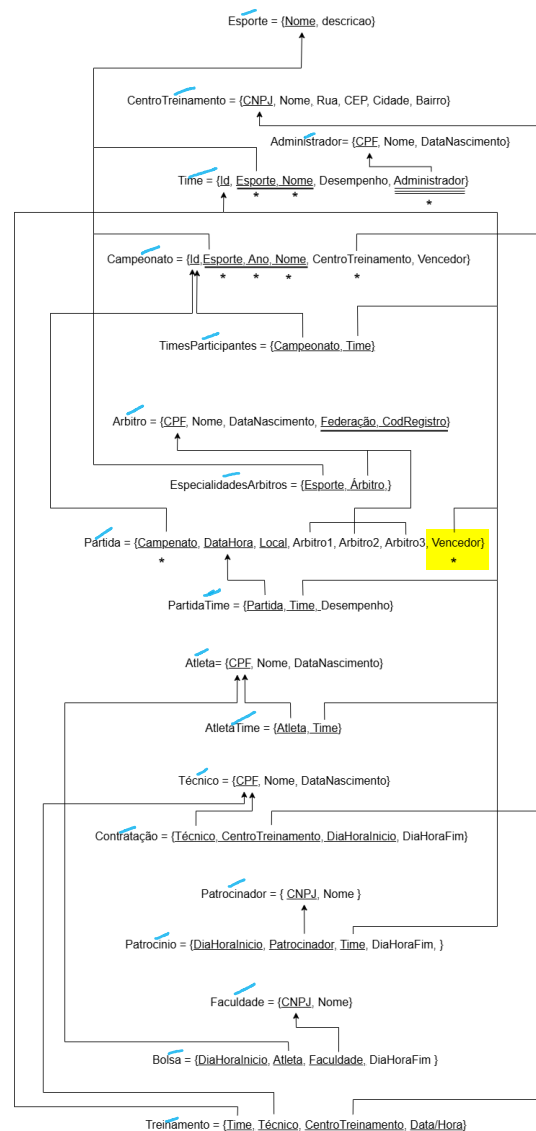 Esporte = {Nome, descricao}
CentroTreinamento = {CNPJ, Nome, Rua, CEP, Cidade, Bairro}
Administrador= {CPF, Nome, DataNascimento}
Time = {Id, Esporte, Nome, Desempenho, Administrador}
* * *
Campeonato = {Id,Esporte, Ano, Nome, CentroTreinamento, Vencedor}
* * * *
TimesParticipantes = {Campeonato, Time}
Arbitro = {CPF, Nome, DataNascimento, Federação, CodRegistro}
EspecialidadesArbitros = {Esporte, Árbitro,}
Partida = {Campenato, DataHora, Local, Arbitro1, Arbitro2, Arbitro3, Vencedor}
* *
PartidaTime = {Partida, Time, Desempenho}
Atleta= {CPF, Nome, DataNascimento}
AtletaTime = {Atleta, Time}
Técnico = {CPF, Nome, DataNascimento}
Contratação = {Técnico, CentroTreinamento, DiaHoraInicio, DiaHoraFim}
Patrocinador = { CNPJ, Nome }
Patrocinio = {DiaHoraInicio, Patrocinador, Time, DiaHoraFim, }
Faculdade = {CNPJ, Nome}
Bolsa = {DiaHoraInicio, Atleta, Faculdade, DiaHoraFim }
Treinamento = {Time, Técnico, CentroTreinamento, Data/Hora}